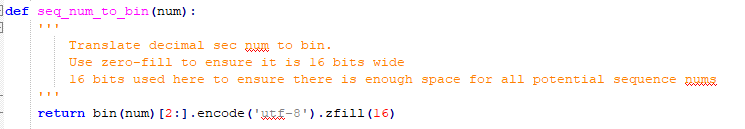 def seq_num_to_bin(num):
'''
Translate decimal sec num to bin.
Use zero-fill to ensure it is 16 bits wide
16 bits used here to ensure there is enough space for all potential sequence nums
'''
return bin(num)[2:].encode('utf-8').zfill(16)